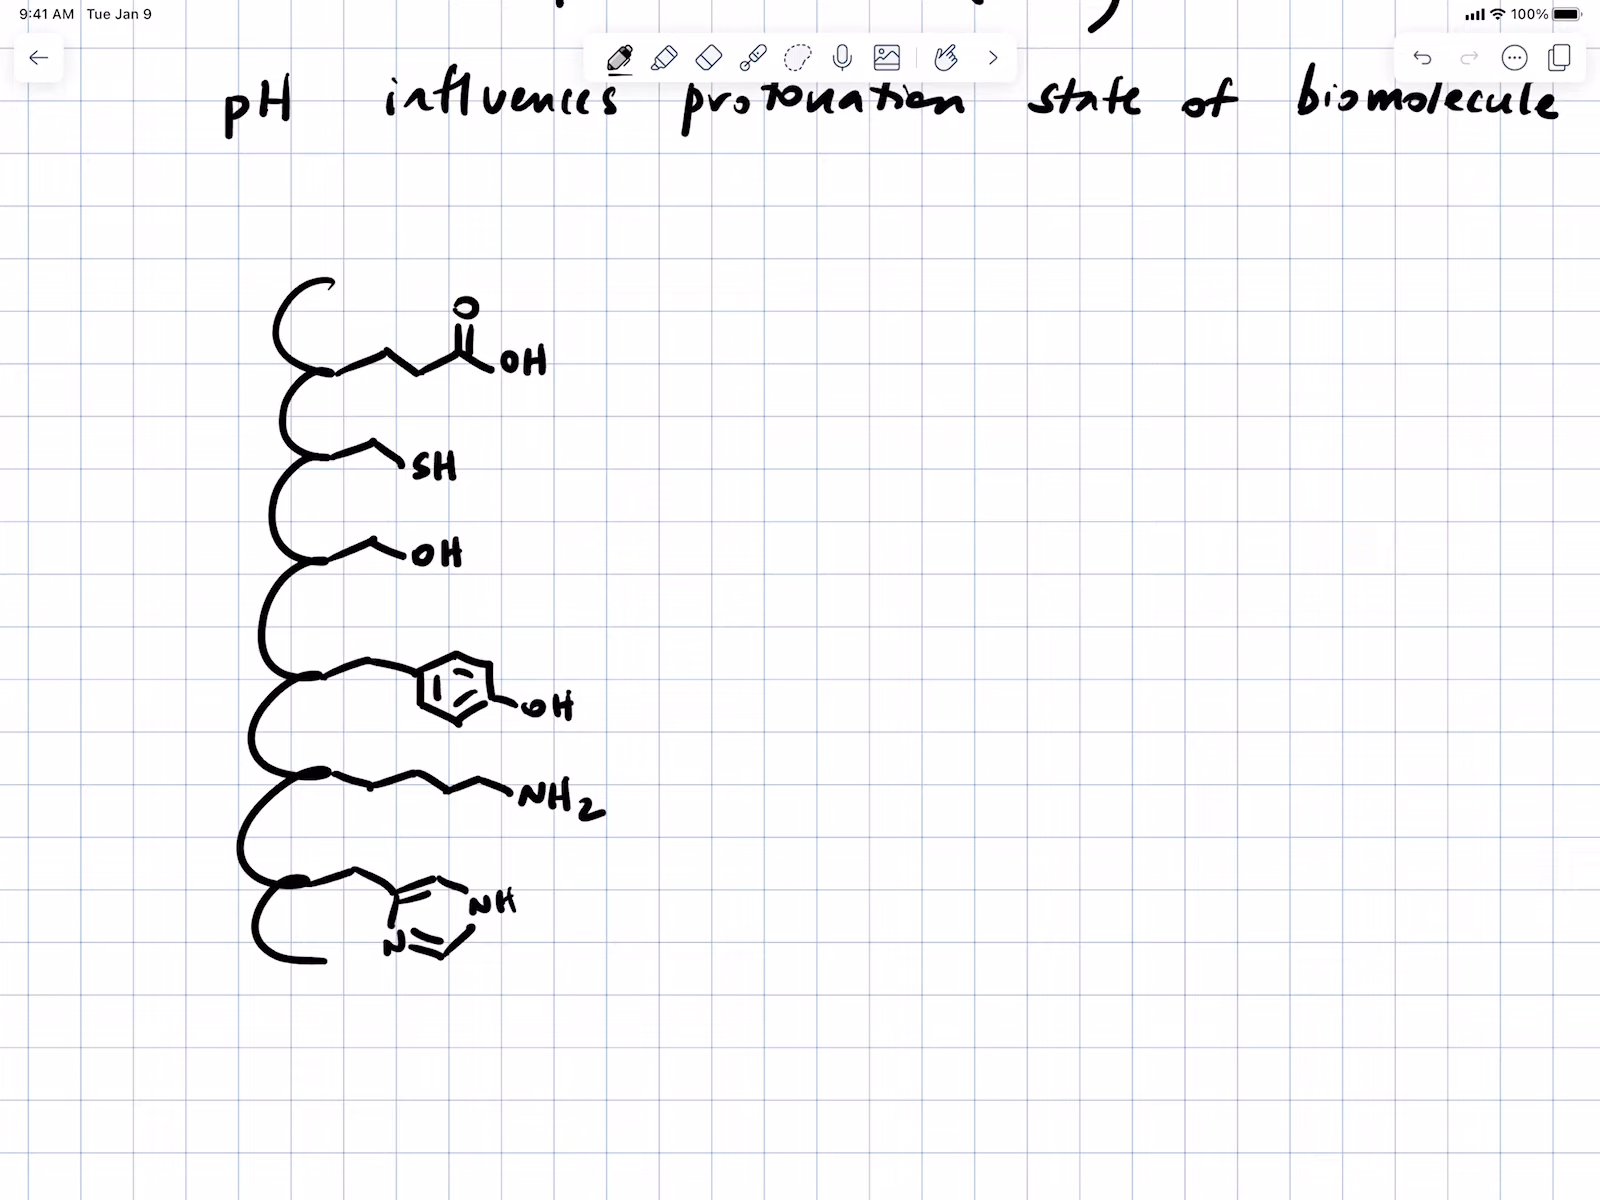 9:41 AM Tue Jan 9 100%
pH influences protonation state of biomolecule
O
OH
SH
OH
OH
NH2
NH
N